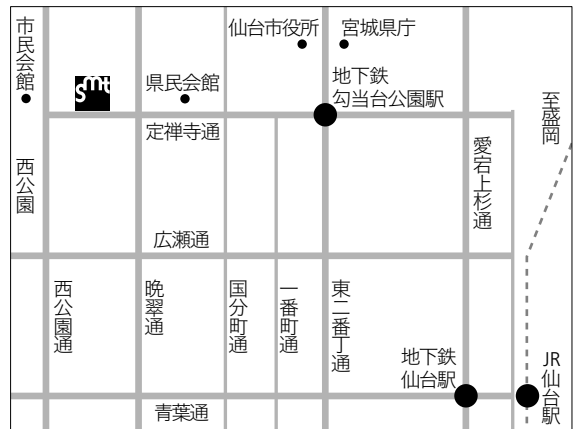 市民会館
smt
県民会館
仙台市役所
宮城県庁
地下鉄
勾当台公園駅
至盛岡
定禅寺通
西公園
愛宕上杉通
広瀬通
西公園通
晩翠通
国分町通
一番町通
東二番丁通
地下鉄
仙台駅
JR
仙台駅
青葉通